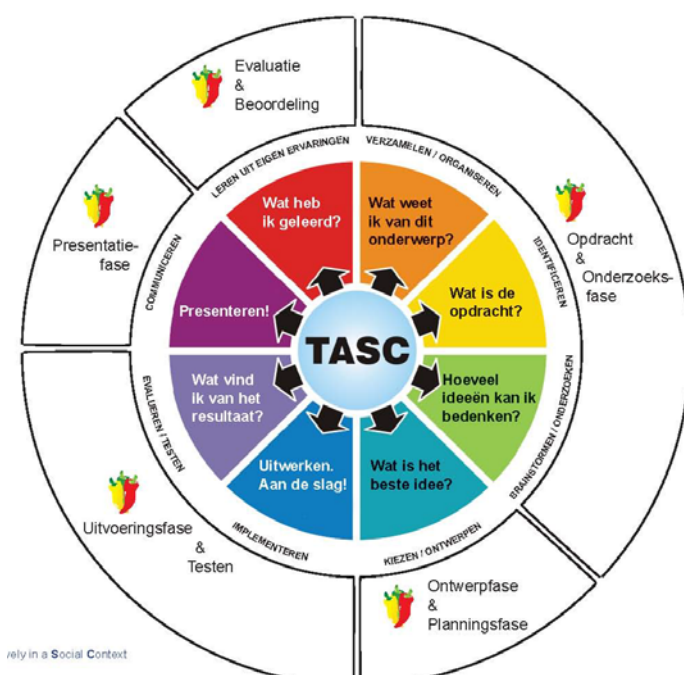 Evaluatie
&
Beoordeling
Presentatie-
fase
Opdracht
&
Onderzoeks-
fase
Uitvoeringsfase
&
Testen
Ontwerpfase
&
Planningsfase
LEREN UIT EIGEN ERVARINGEN
VERZAMELEN / ORGANISEREN
IDENTIFICEREN
BRAINSTORMEN / ONDERZOEKEN
KIEZEN / ONTWERPEN
IMPLEMENTEREN
EVALUEREN / TESTEN
COMMUNICEREN
Wat heb
ik geleerd?
Wat weet
ik van dit
onderwerp?
Wat is de
opdracht?
Hoeveel
ideeën kan ik
bedenken?
Wat is het
beste idee?
Uitwerken.
Aan de slag!
Wat vind
ik van het
resultaat?
Presenteren!
TASC
in a Social Context